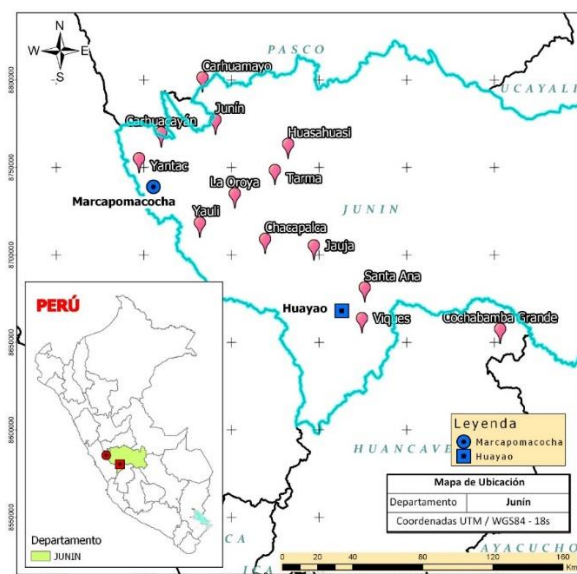 N
W E
S
PASCO
UCAYALI
Carhuamayo
Junín
Carhuacayán
Huasahuasi
Yantac
Tarma
La Oroya
Marcapomacocha
JUNIN
Yauli
Chacapalca
Jauja
Santa Ana
Huayao
Viques
Cochabamba Grande
8800000
8750000
8700000
8650000
8600000
8550000
PERÚ
Departamento
JUNIN
HUANCAVE
Leyenda
Marcapomacocha
Huayao
Mapa de Ubicación
Departamento Junín
Coordenadas UTM / WGS84 - 18s
AYACUCHO
CA
ICA
0 20 40 80 120 160
Km